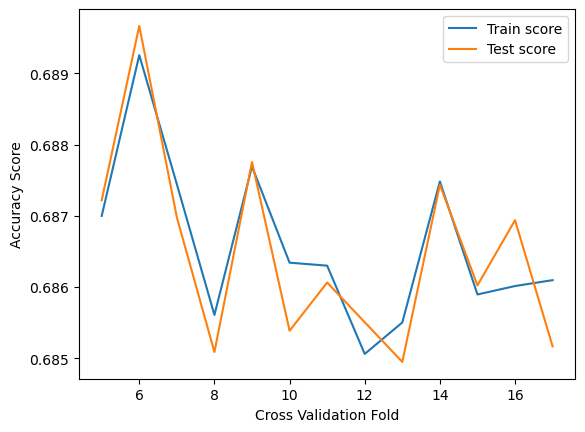 Train score
Test score
0.689
0.688
0.687
0.686
0.685
Accuracy Score
6 8 10 12 14 16
Cross Validation Fold